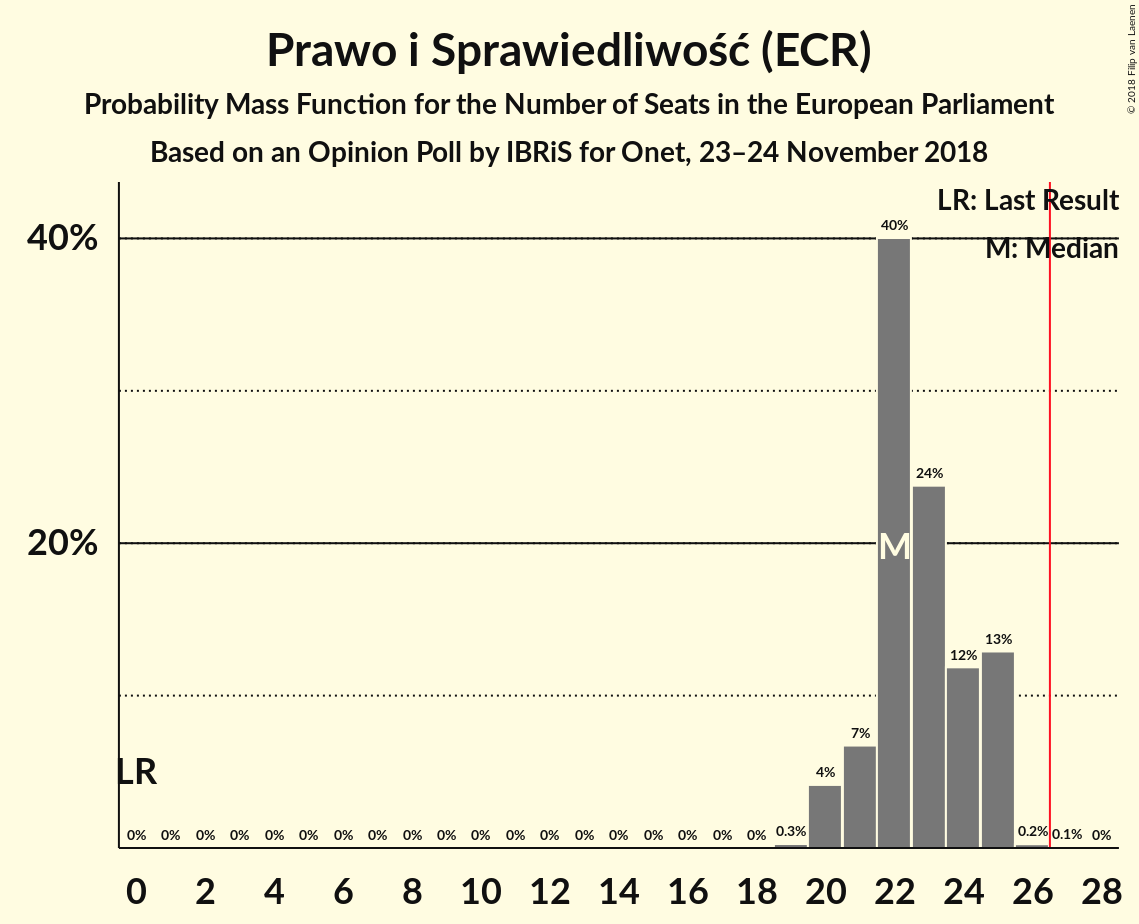 Prawo i Sprawiedliwość (ECR)
Probability Mass Function for the Number of Seats in the European Parliament
Based on an Opinion Poll by IBRiS for Onet, 23–24 November 2018
© 2018 Filip van Laenen
LR: Last Result
M: Median
40%
20%
40%
24%
13%
12%
7%
4%
M
LR
0% 0% 0% 0% 0% 0% 0% 0% 0% 0% 0% 0% 0% 0% 0% 0% 0% 0% 0% 0.3% 0.2% 0.1% 0%
0 2 4 6 8 10 12 14 16 18 20 22 24 26 28